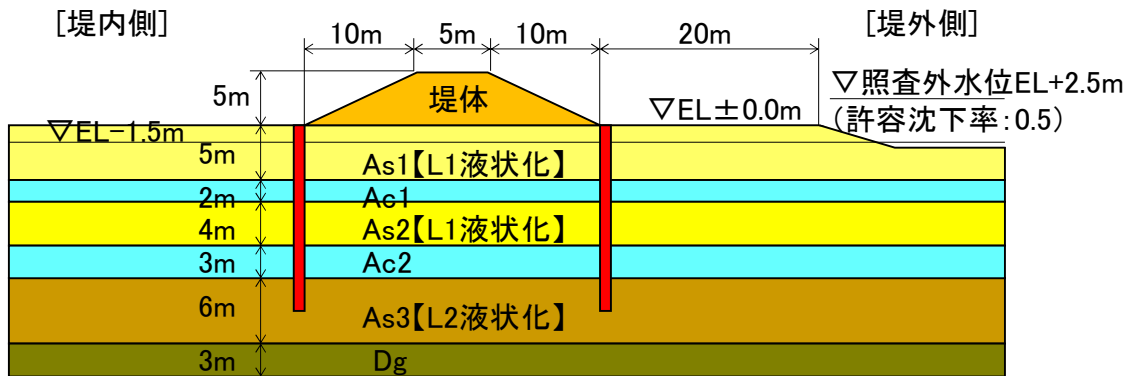 [堤内側]
[堤外側]
10m
5m
10m
20m
5m
堤体
▽EL±0.0m
▽照査外水位EL+2.5m
(許容沈下率:0.5)
▽EL-1.5m
5m
As1【L1液状化】
2m
Ac1
4m
As2【L1液状化】
3m
Ac2
6m
As3【L2液状化】
3m
Dg